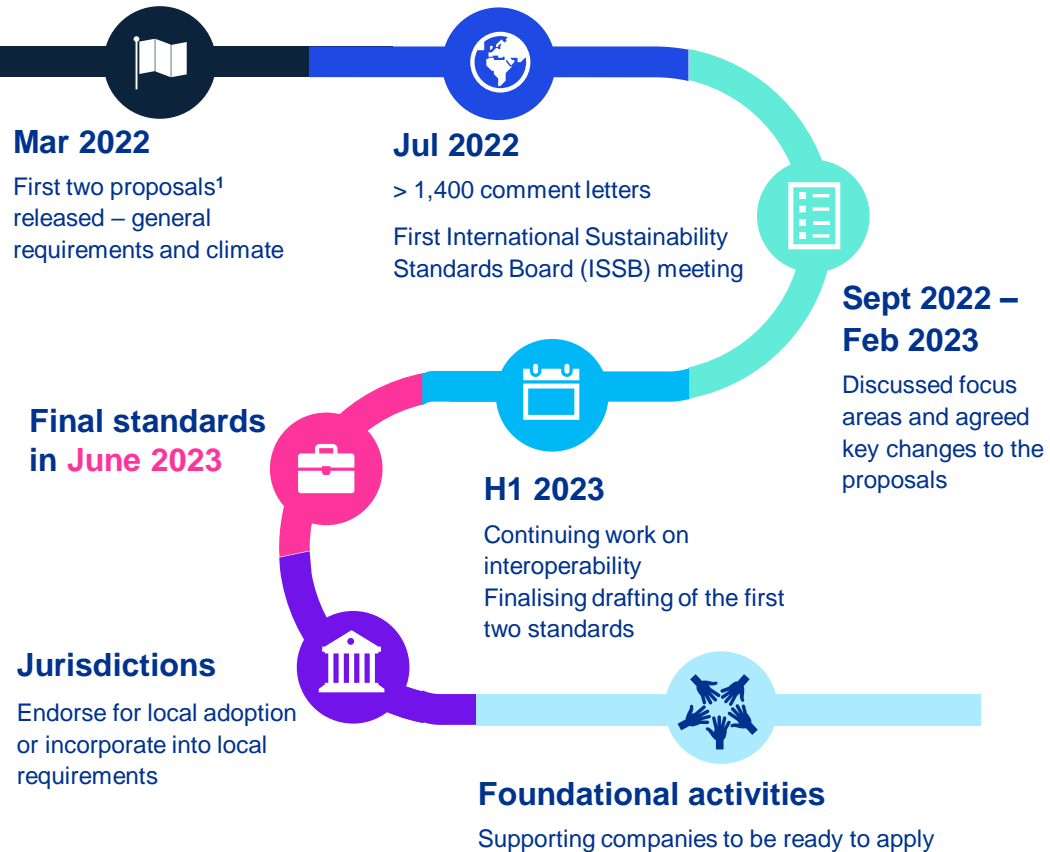 Mar 2022
First two proposals¹
released – general
requirements and climate
Jul 2022
> 1,400 comment letters
First International Sustainability
Standards Board (ISSB) meeting
Sept 2022 –
Feb 2023
Discussed focus
areas and agreed
key changes to the
proposals
H1 2023
Continuing work on
interoperability
Finalising drafting of the first
two standards
Final standards
in June 2023
Jurisdictions
Endorse for local adoption
or incorporate into local
requirements
Foundational activities
Supporting companies to be ready to apply